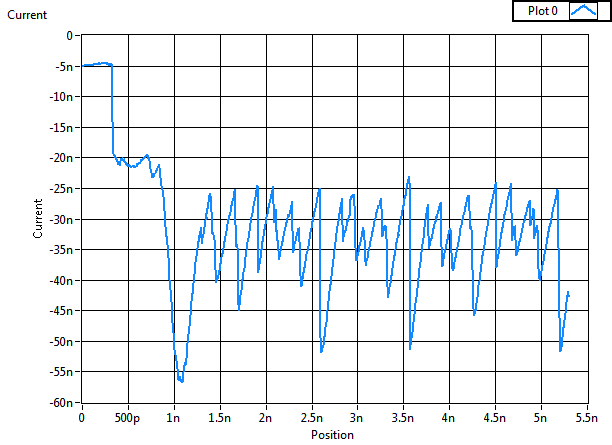 Plot 0
Current
0
-5n
-10n
-15n
-20n
-25n
-30n
-35n
-40n
-45n
-50n
-55n
-60n
Current
0 500p 1n 1.5n 2n 2.5n 3n 3.5n 4n 4.5n 5n 5.5n
Position